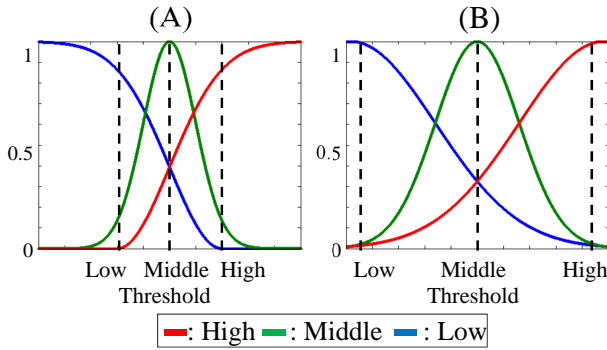 (A) (B)
1 1
0.5 0.5
0 0
Low Middle High Low Middle High
Threshold Threshold
: High : Middle : Low